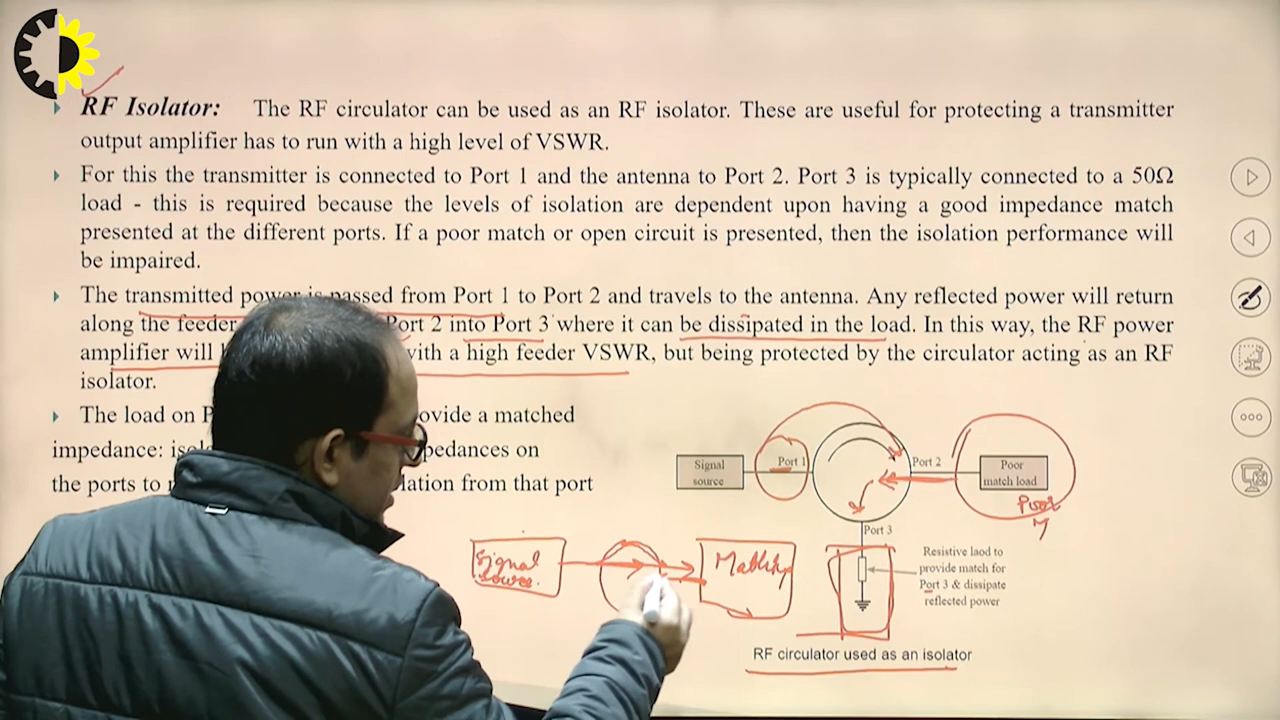 RF Isolator: The RF circulator can be used as an RF isolator. These are useful for protecting a transmitter
output amplifier has to run with a high level of VSWR.
For this the transmitter is connected to Port 1 and the antenna to Port 2. Port 3 is typically connected to a 50Ω
load - this is required because the levels of isolation are dependent upon having a good impedance match
presented at the different ports. If a poor match or open circuit is presented, then the isolation performance will
be impaired.
The transmitted power is passed from Port 1 to Port 2 and travels to the antenna. Any reflected power will return
along the feeder Port 2 into Port 3 where it can be dissipated in the load. In this way, the RF power
amplifier will with a high feeder VSWR, but being protected by the circulator acting as an RF
isolator.
The load on provide a matched
impedance:
the ports to from that port
Signal
source
Port 1
Port 2
Poor
match load
Poor
Port 3
Signal
source.
Resistive laod to
provide match for
Port 3 & dissipate
reflected power
RF circulator used as an isolator